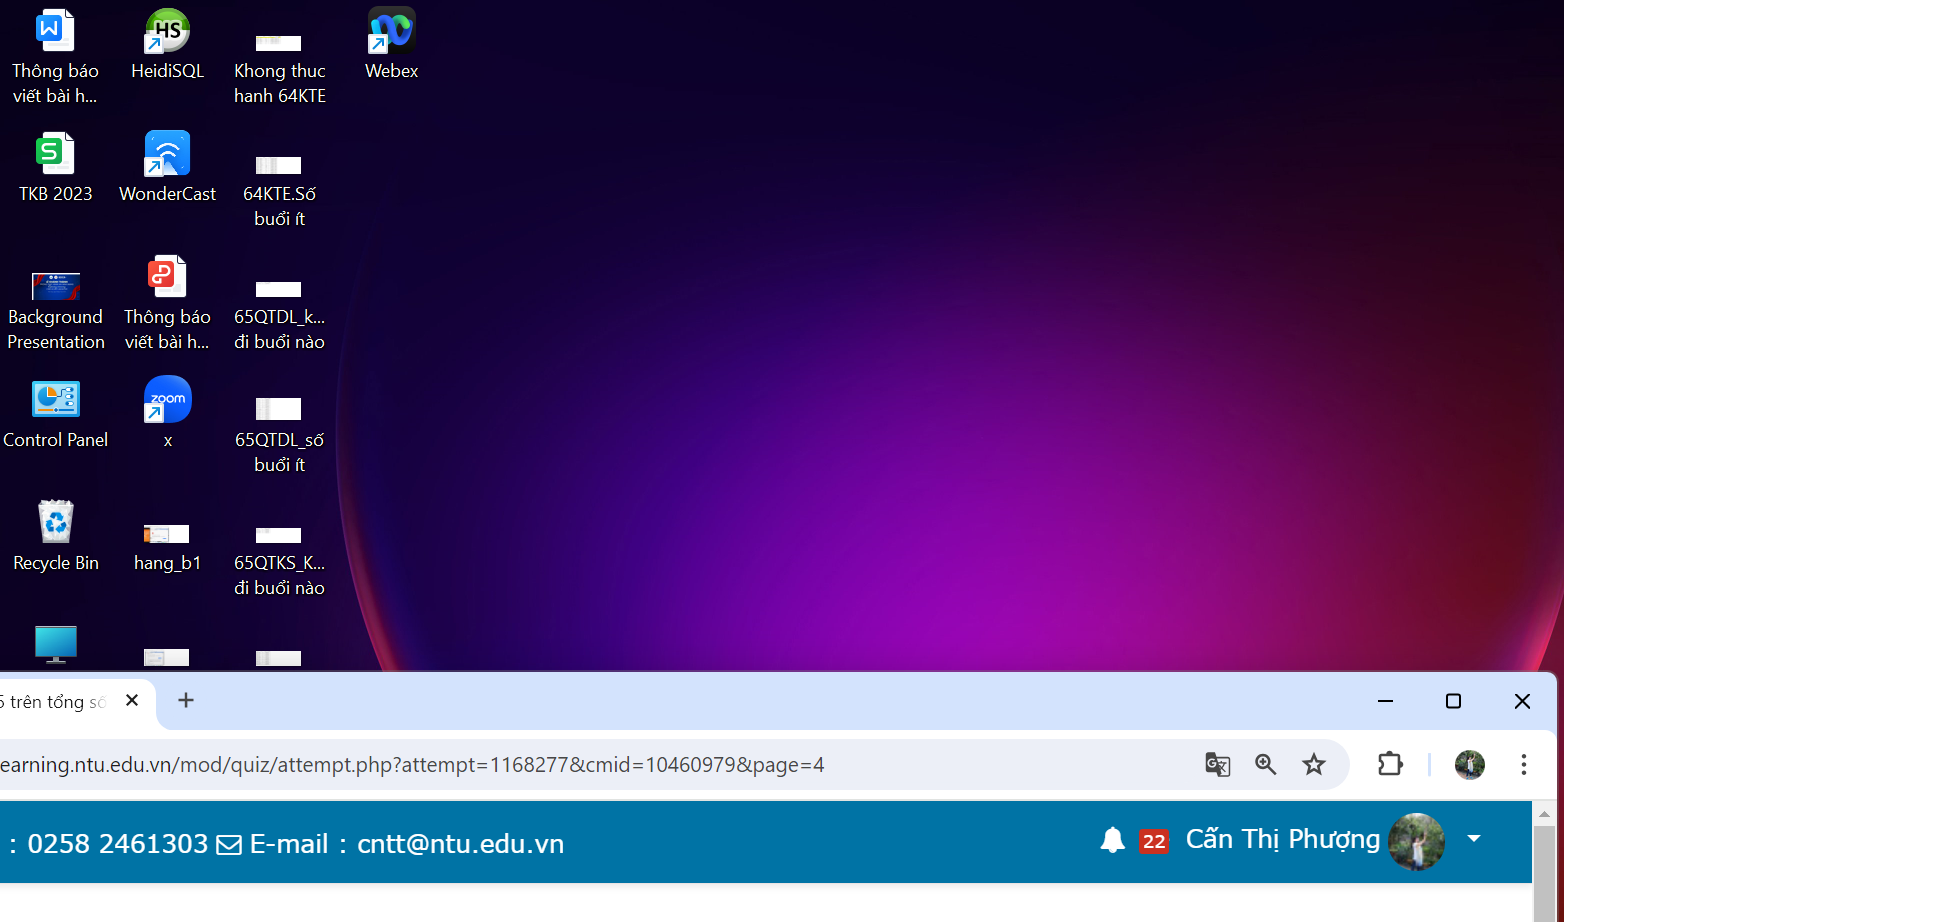 Thông báo
viết bài h...
HeidiSQL
Khong thuc
hanh 64KTE
Webex
TKB 2023
WonderCast
64KTE.Số
buổi ít
Background
Presentation
Thông báo
viết bài h...
65QTDL_k...
đi buổi nào
Control Panel
zoom
x
65QTDL_số
buổi ít
Recycle Bin
hang_b1
65QTKS_K...
đi buổi nào
5 trên tổng số
earning.ntu.edu.vn/mod/quiz/attempt.php?attempt=1168277&cmid=10460979&page=4
: 0258 2461303 E-mail : cntt@ntu.edu.vn
22 Cấn Thị Phượng